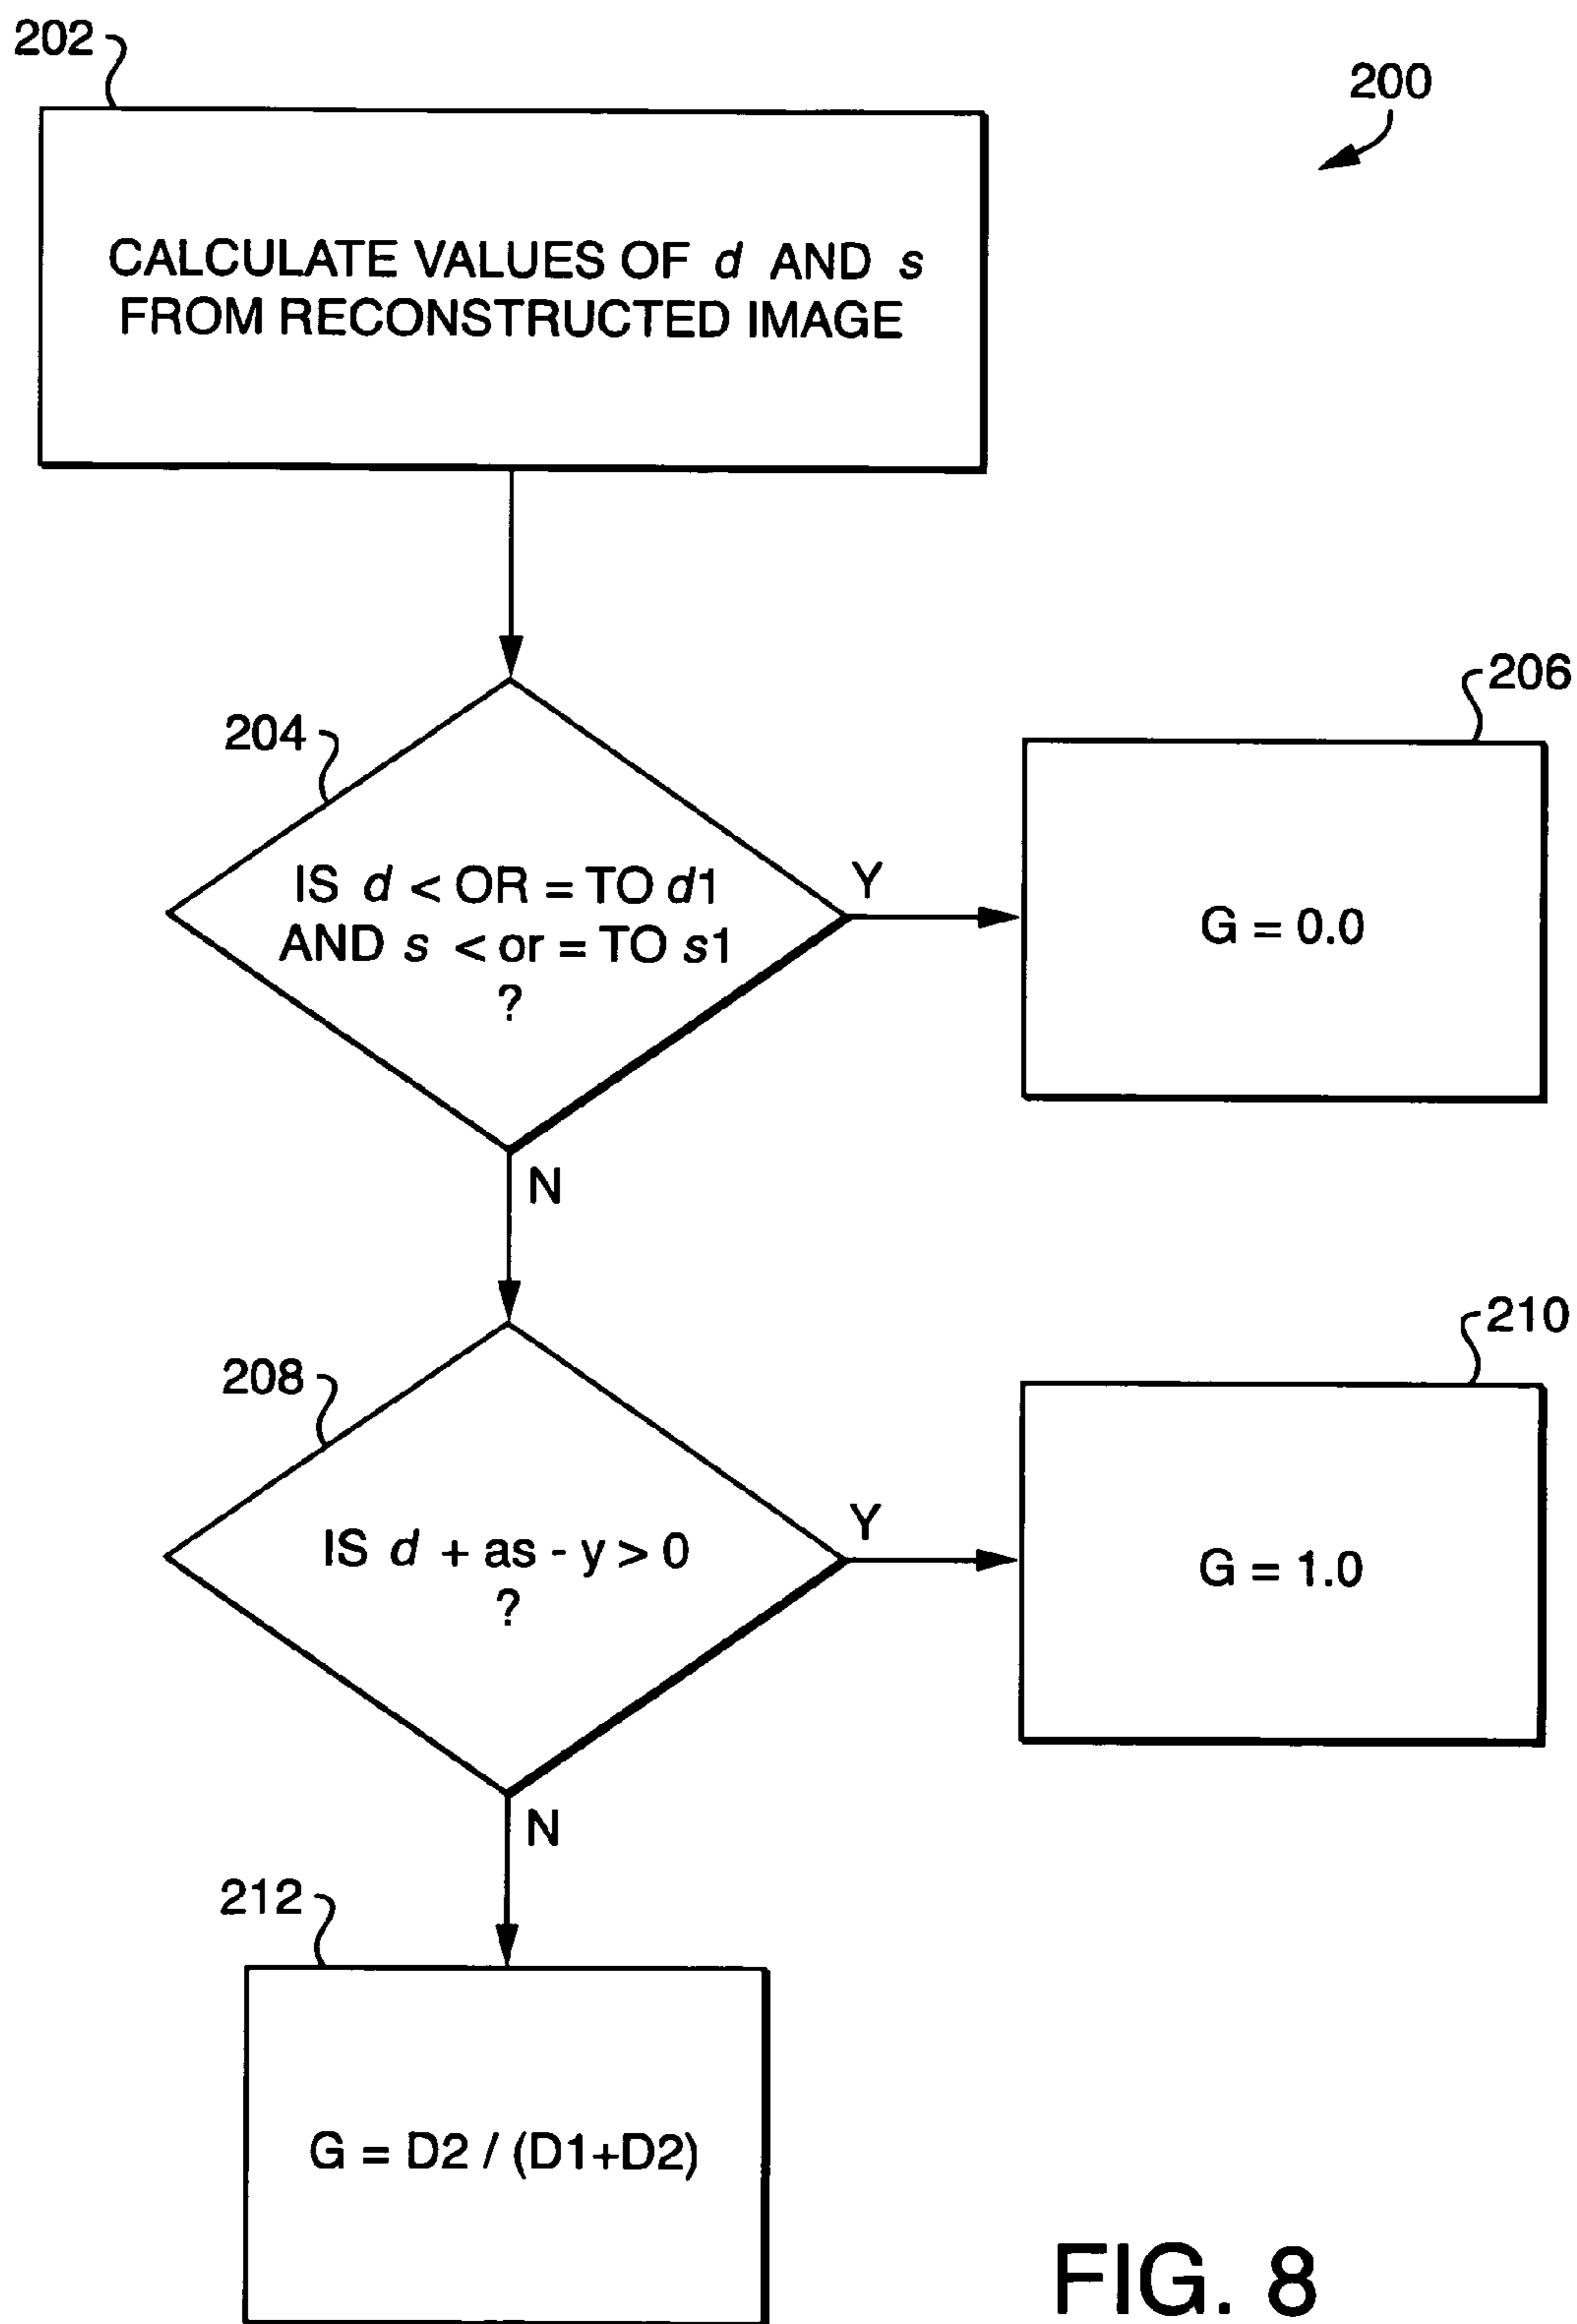 202
200
CALCULATE VALUES OF d AND s
FROM RECONSTRUCTED IMAGE
204
206
IS d < OR = TO d1
AND s < or = TO s1
?
Y
G = 0.0
N
208
210
IS d + as - y > 0
?
Y
G = 1.0
N
212
G = D2 / (D1+D2)
FIG. 8